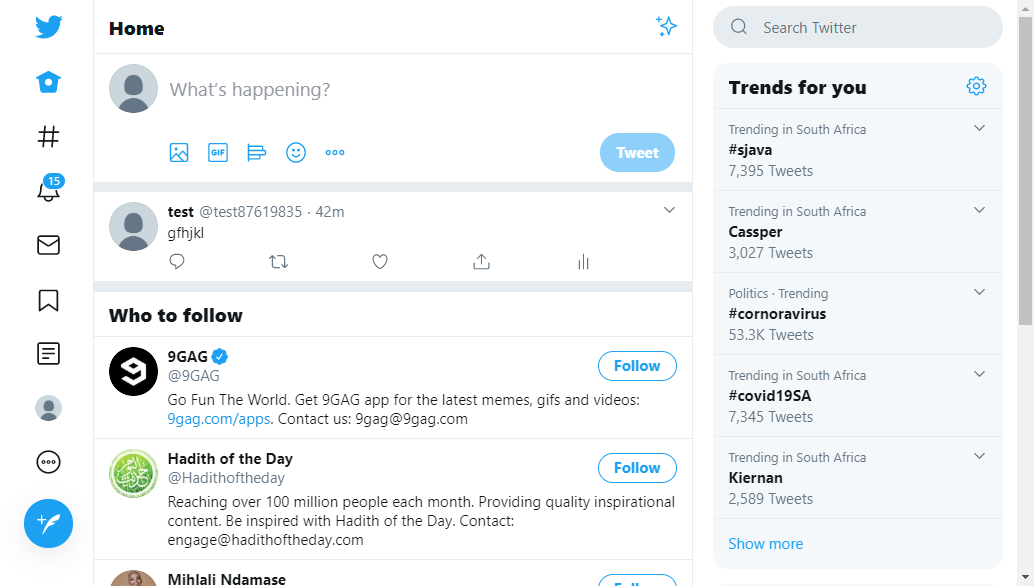 Home
What's happening?
GIF
Tweet
15
test @test87619835 · 42m
gfhjkl
Who to follow
9GAG
@9GAG
Follow
Go Fun The World. Get 9GAG app for the latest memes, gifs and videos:
9gag.com/apps. Contact us: 9gag@9gag.com
Hadith of the Day
@Hadithoftheday
Follow
Reaching over 100 million people each month. Providing quality inspirational
content. Be inspired with Hadith of the Day. Contact:
engage@hadithoftheday.com
Mihlali Ndamase
Follow
Search Twitter
Trends for you
Trending in South Africa
#sjava
7,395 Tweets
Trending in South Africa
Cassper
3,027 Tweets
Politics · Trending
#cornoravirus
53.3K Tweets
Trending in South Africa
#covid19SA
7,345 Tweets
Trending in South Africa
Kiernan
2,589 Tweets
Show more